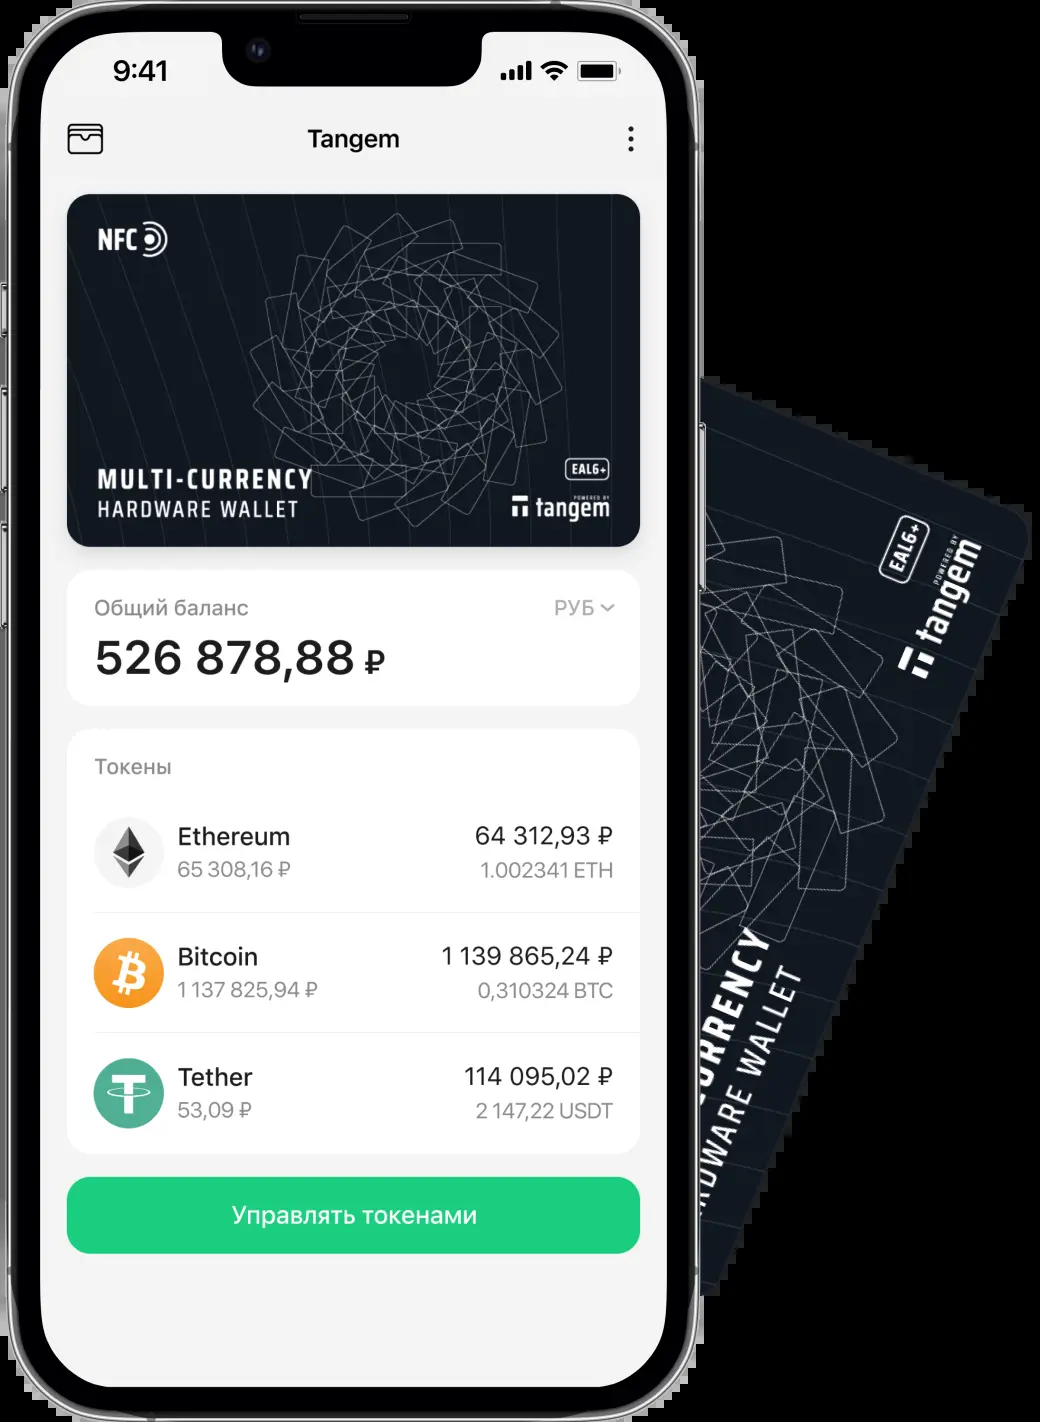 9:41
Tangem
NFC
MULTI-CURRENCY
HARDWARE WALLET
EAL6+
POWERED BY
tangem
Общий баланс
РУБ
526 878,88 ₽
Токены
Ethereum
64 312,93 ₽
65 308,16 ₽
1.002341 ETH
Bitcoin
1 139 865,24 ₽
1 137 825,94 ₽
0,310324 BTC
Tether
114 095,02 ₽
53,09 ₽
2 147,22 USDT
Управлять токенами
EAL6+
POWERED BY
tangem
URRENCY
RDWARE WALLET